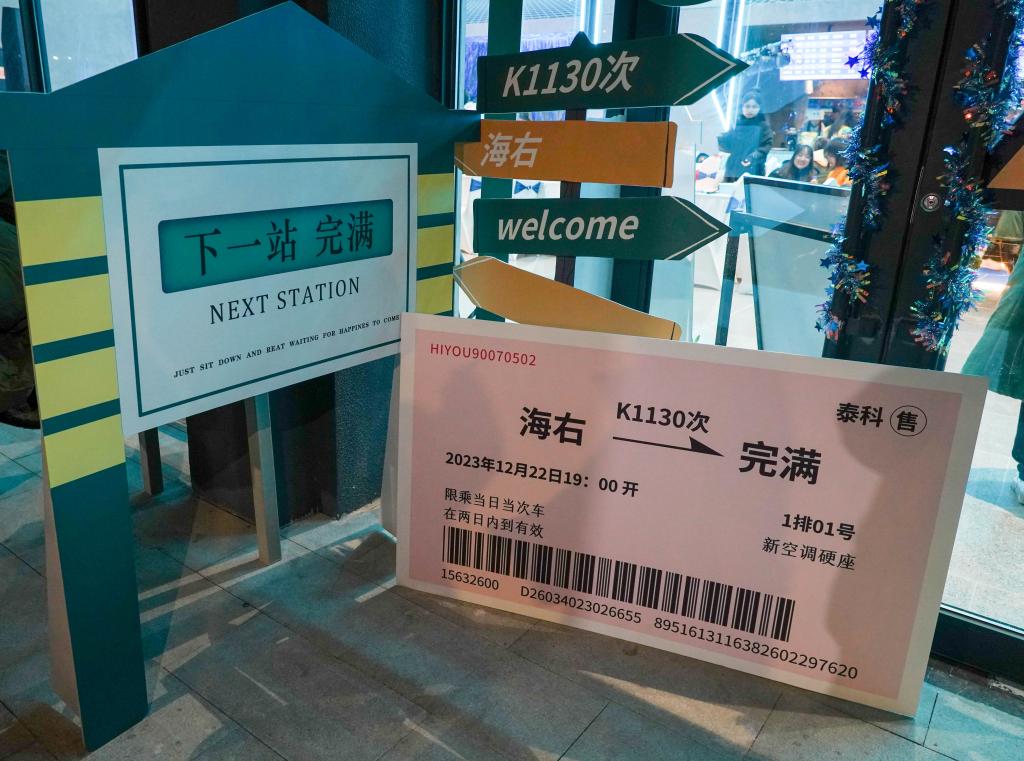 下一站 完满
NEXT STATION
JUST SIT DOWN AND REAT WAITING FOR HAPPINES TO COME
K1130次
海右
welcome
HIYOU90070502
泰科 售
海右
K1130次
完满
2023年12月22日19：00 开
限乘当日当次车
在两日内到有效
1排01号
新空调硬座
15632600 D26034023026655 8951613116382602297620